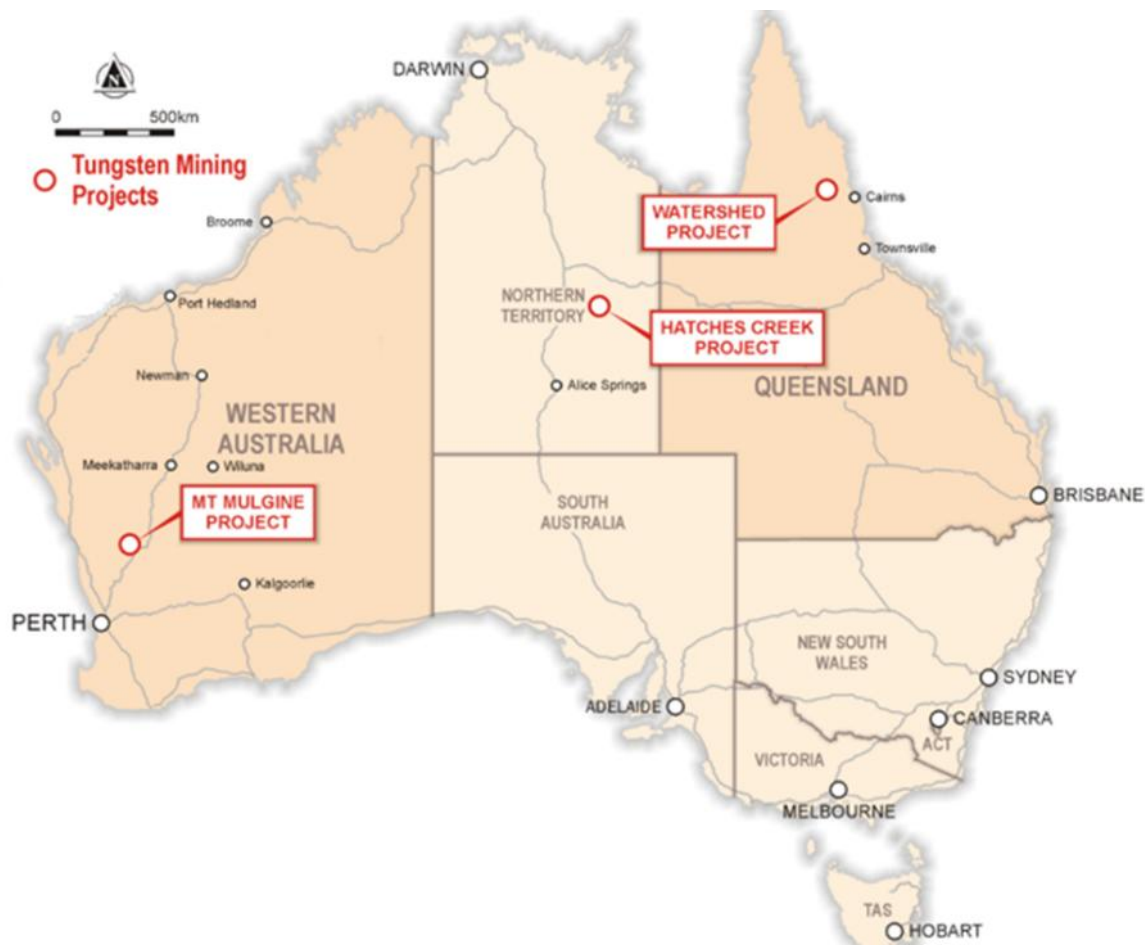 DARWIN
N
0 500km
Tungsten Mining
Projects
WATERSHED
PROJECT
Cairns
Broome
Townsville
Port Hedland
NORTHERN
TERRITORY
HATCHES CREEK
PROJECT
Newman
Alice Springs
QUEENSLAND
WESTERN
AUSTRALIA
Meekatharra
Wiluna
MT MULGINE
PROJECT
SOUTH
AUSTRALIA
BRISBANE
Kalgoorlie
PERTH
NEW SOUTH
WALES
SYDNEY
ADELAIDE
CANBERRA
ACT
VICTORIA
MELBOURNE
TAS
HOBART